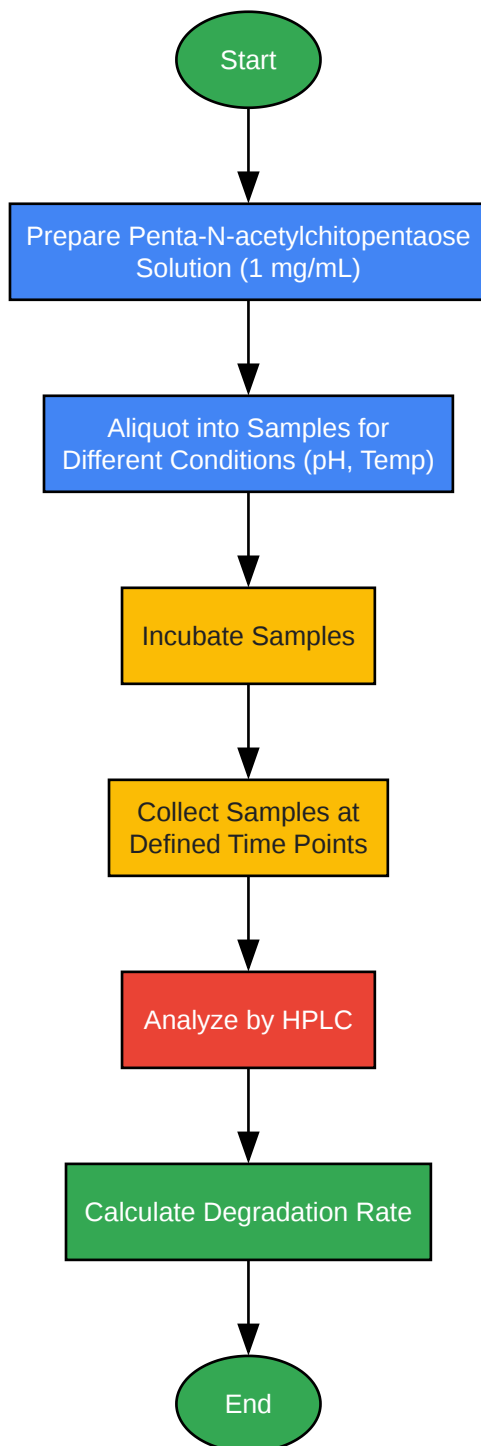 Start
Prepare Penta-N-acetylchitopentaose
Solution (1 mg/mL)
Aliquot into Samples for
Different Conditions (pH, Temp)
Incubate Samples
Collect Samples at
Defined Time Points
Analyze by HPLC
Calculate Degradation Rate
End